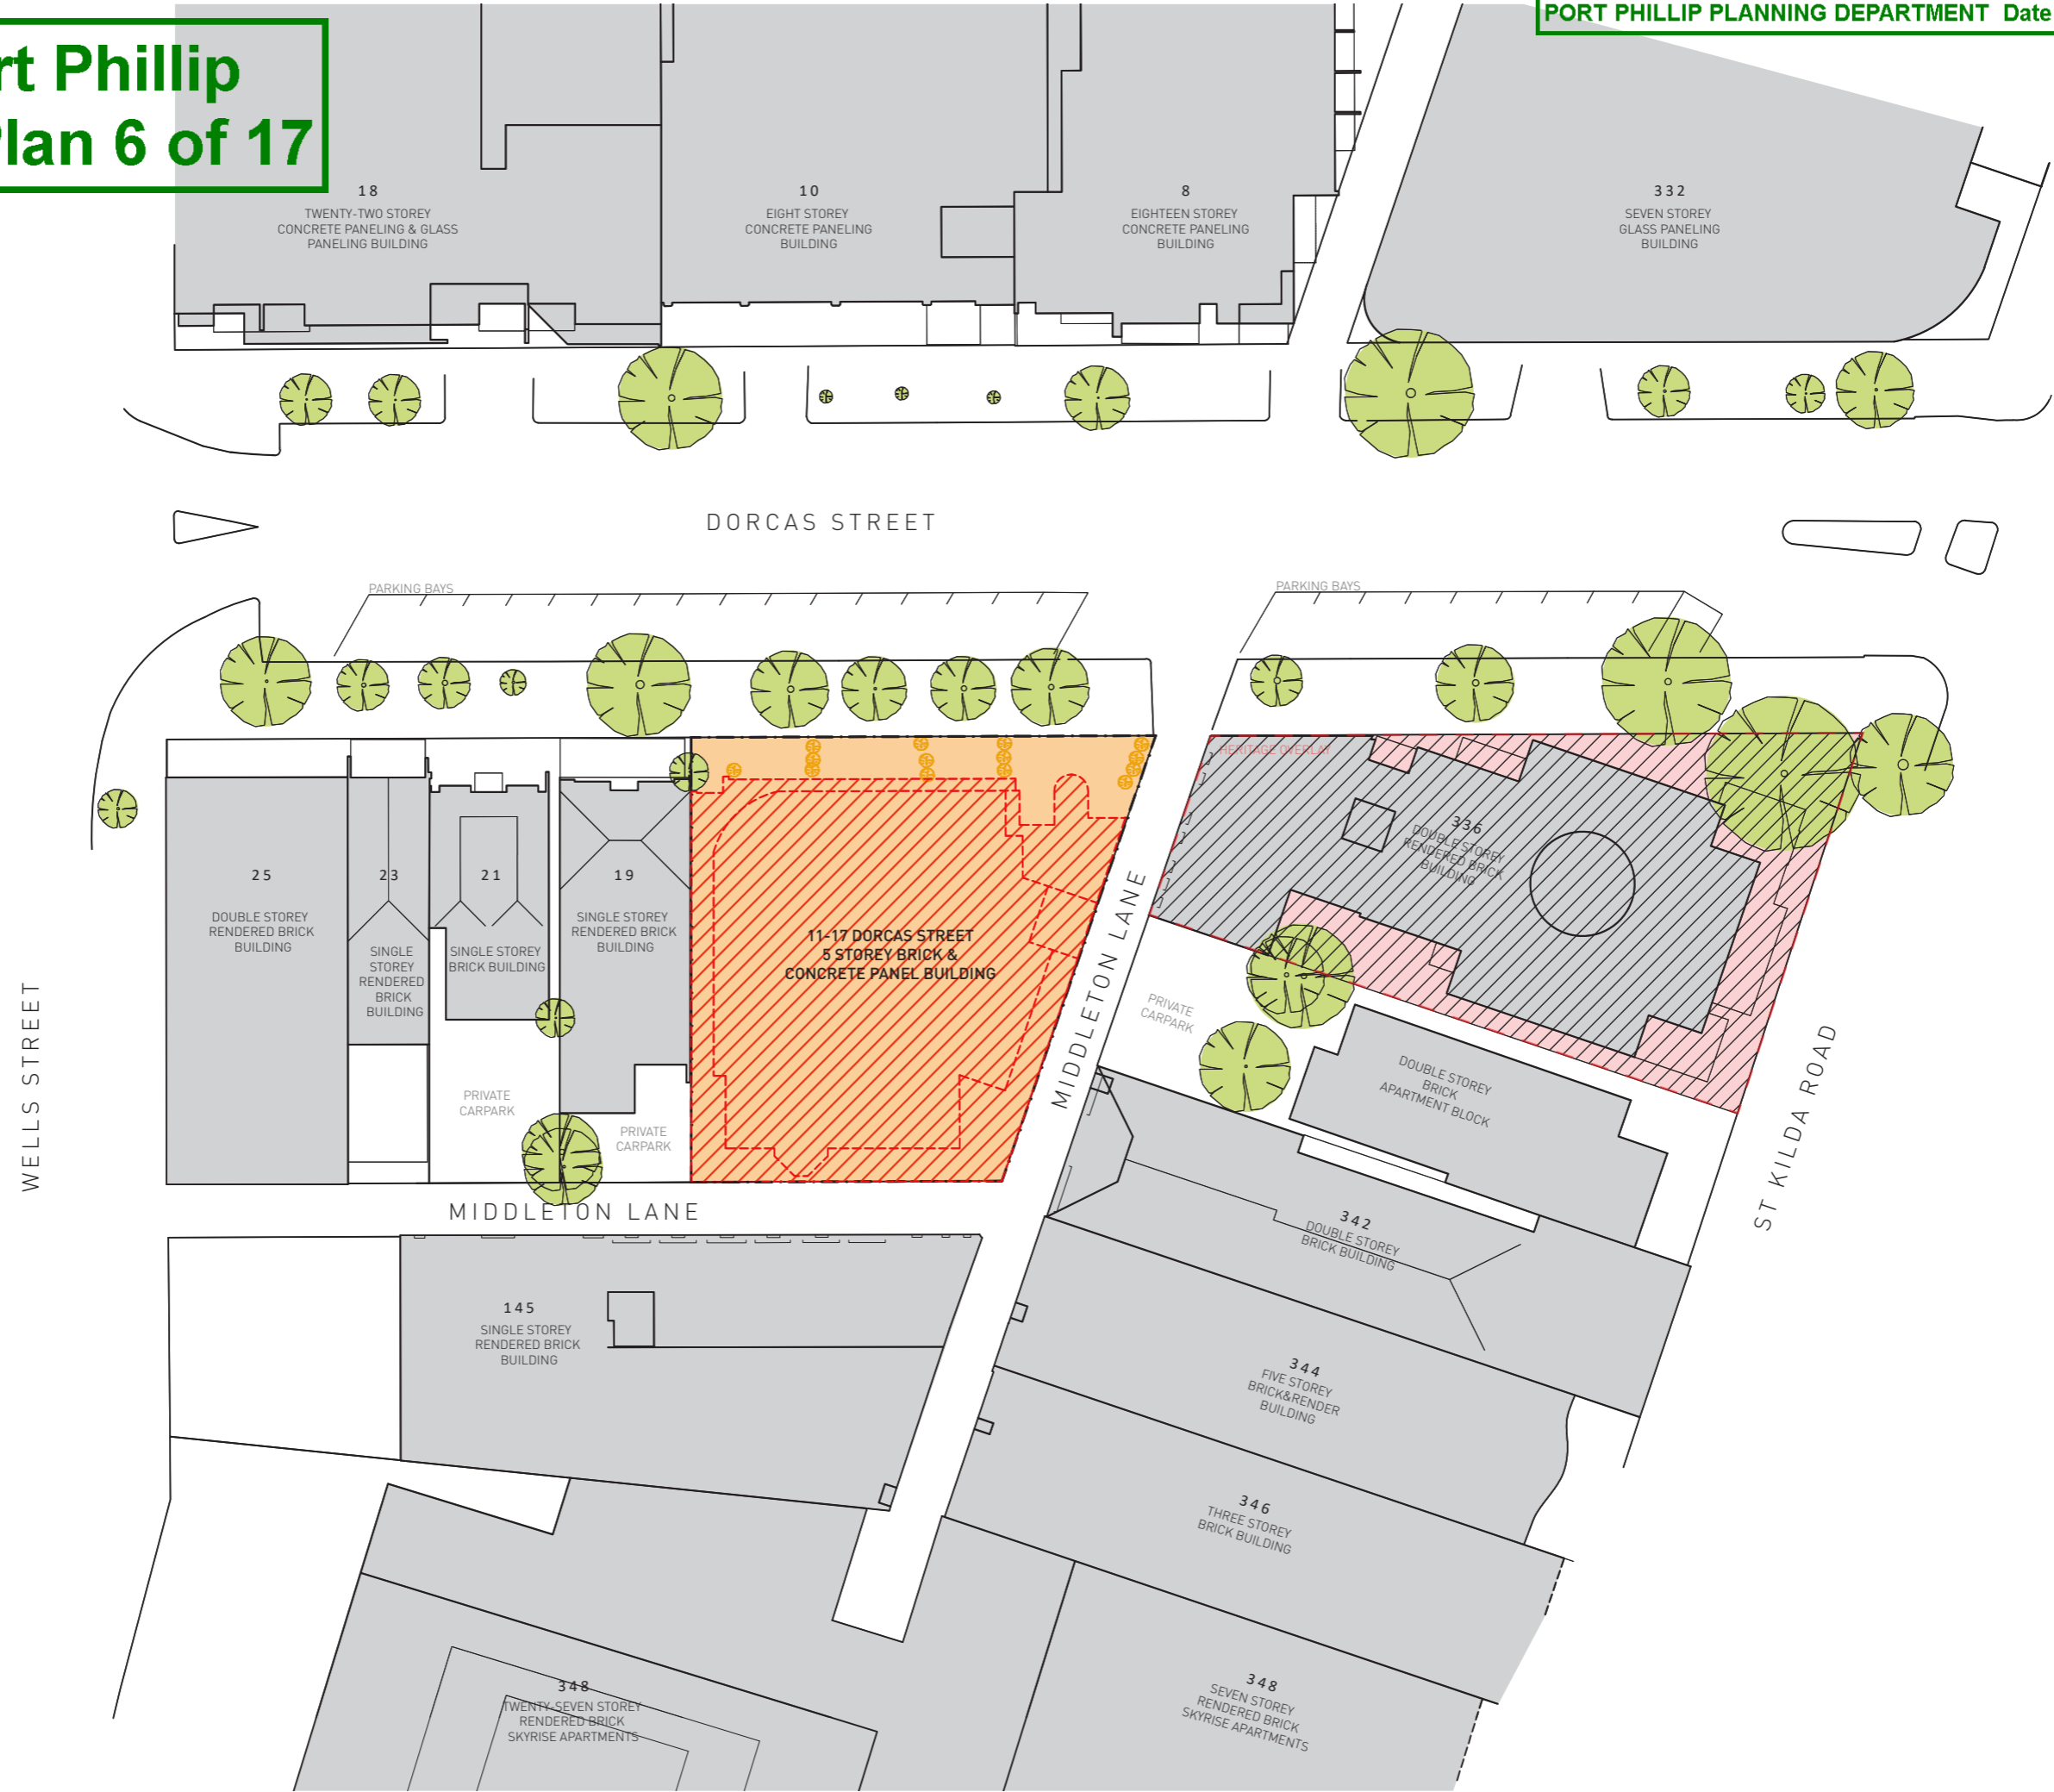 PORT PHILLIP PLANNING DEPARTMENT Date
rt Phillip
Plan 6 of 17
18
TWENTY-TWO STOREY
CONCRETE PANELING & GLASS
PANELING BUILDING
10
EIGHT STOREY
CONCRETE PANELING
BUILDING
8
EIGHTEEN STOREY
CONCRETE PANELING
BUILDING
332
SEVEN STOREY
GLASS PANELING
BUILDING
DORCAS STREET
PARKING BAYS
PARKING BAYS
HERITAGE OVERLAY
336
DOUBLE STOREY
RENDERED BRICK
BUILDING
25
DOUBLE STOREY
RENDERED BRICK
BUILDING
23
SINGLE
STOREY
RENDERED
BRICK
BUILDING
21
SINGLE STOREY
BRICK BUILDING
19
SINGLE STOREY
RENDERED BRICK
BUILDING
11-17 DORCAS STREET
5 STOREY BRICK &
CONCRETE PANEL BUILDING
MIDDLETON LANE
PRIVATE
CARPARK
WELLS STREET
PRIVATE
CARPARK
PRIVATE
CARPARK
DOUBLE STOREY
BRICK
APARTMENT BLOCK
ST KILDA ROAD
MIDDLETON LANE
342
DOUBLE STOREY
BRICK BUILDING
145
SINGLE STOREY
RENDERED BRICK
BUILDING
344
FIVE STOREY
BRICK&RENDER
BUILDING
346
THREE STOREY
BRICK BUILDING
348
TWENTY-SEVEN STOREY
RENDERED BRICK
SKYRISE APARTMENTS
348
SEVEN STOREY
RENDERED BRICK
SKYRISE APARTMENTS